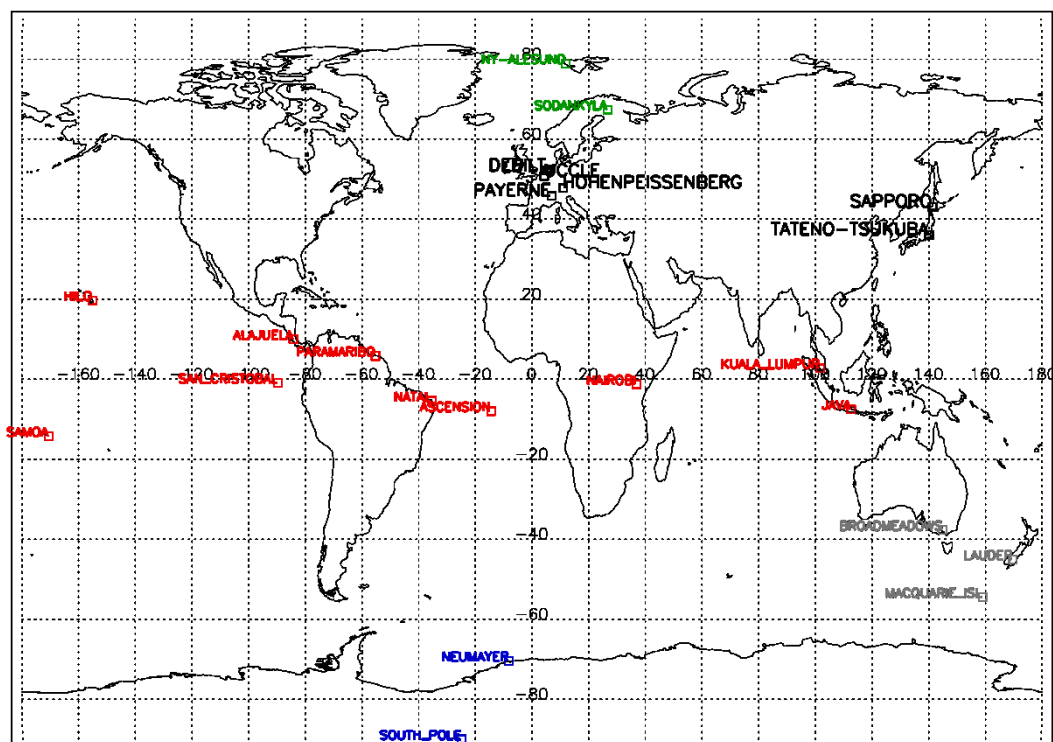 80
NY-ALESUND
SODANKYLA
60
DEBILT
UCCLE
HOHENPEISSENBERG
PAYERNE
SAPPORO
40
TATENO-TSUKUBA
HILO
20
ALAJUELA
PARAMARIBO
KUALA_LUMPUR
-160 -140 -120 -100 -80 -60 -40 -20 0 20 40 60 80 100 120 140 160 180
SAN_CRISTOBAL
NAIROBI
NATAL
ASCENSION
JAVA
SAMOA
-20
BROADMEADOWS
-40
LAUDER
MACQUARIE_ISL
-60
NEUMAYER
-80
SOUTH_POLE